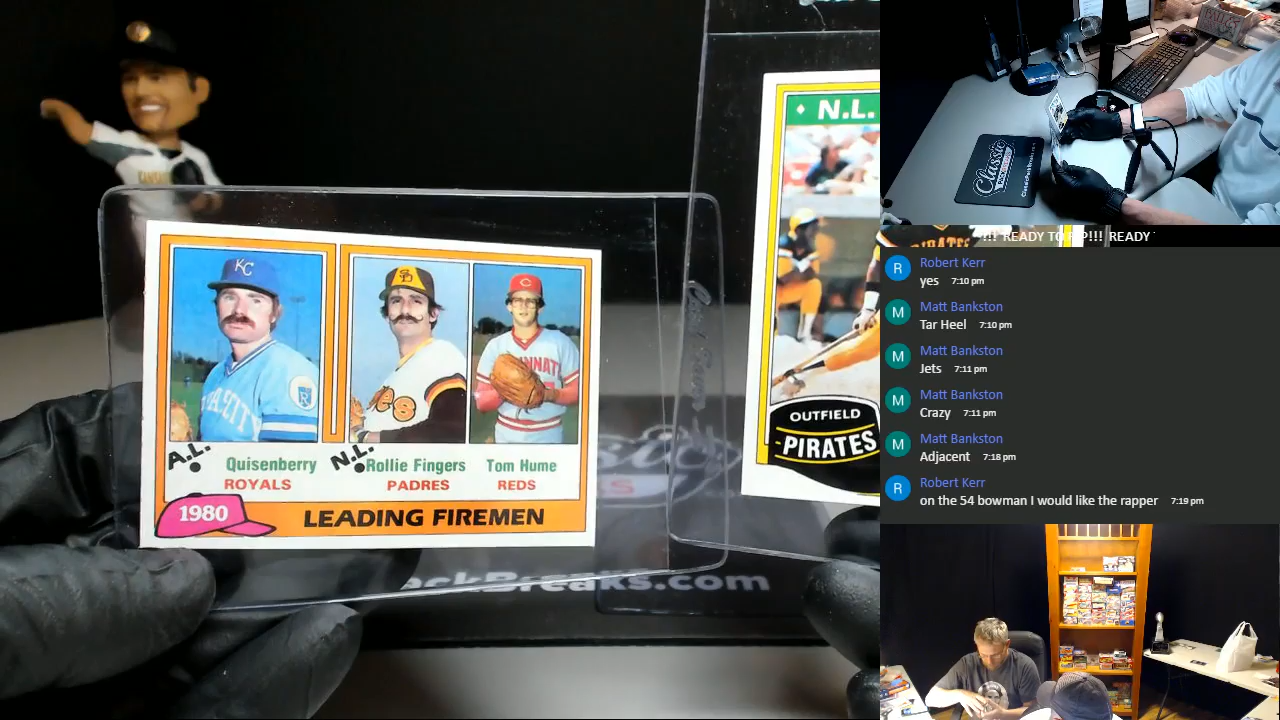 KC
A.L.
Quisenberry
ROYALS
N.L.
Rollie Fingers
PADRES
Tom Hume
REDS
1980
LEADING FIREMEN
N.L.
OUTFIELD
PIRATES
Classic
!!! READY TO R P!!! READY
Robert Kerr
yes 7:10 pm
Matt Bankston
Tar Heel 7:10 pm
Matt Bankston
Jets 7:11 pm
Matt Bankston
Crazy 7:11 pm
Matt Bankston
Adjacent 7:18 pm
Robert Kerr
on the 54 bowman I would like the rapper 7:19 pm